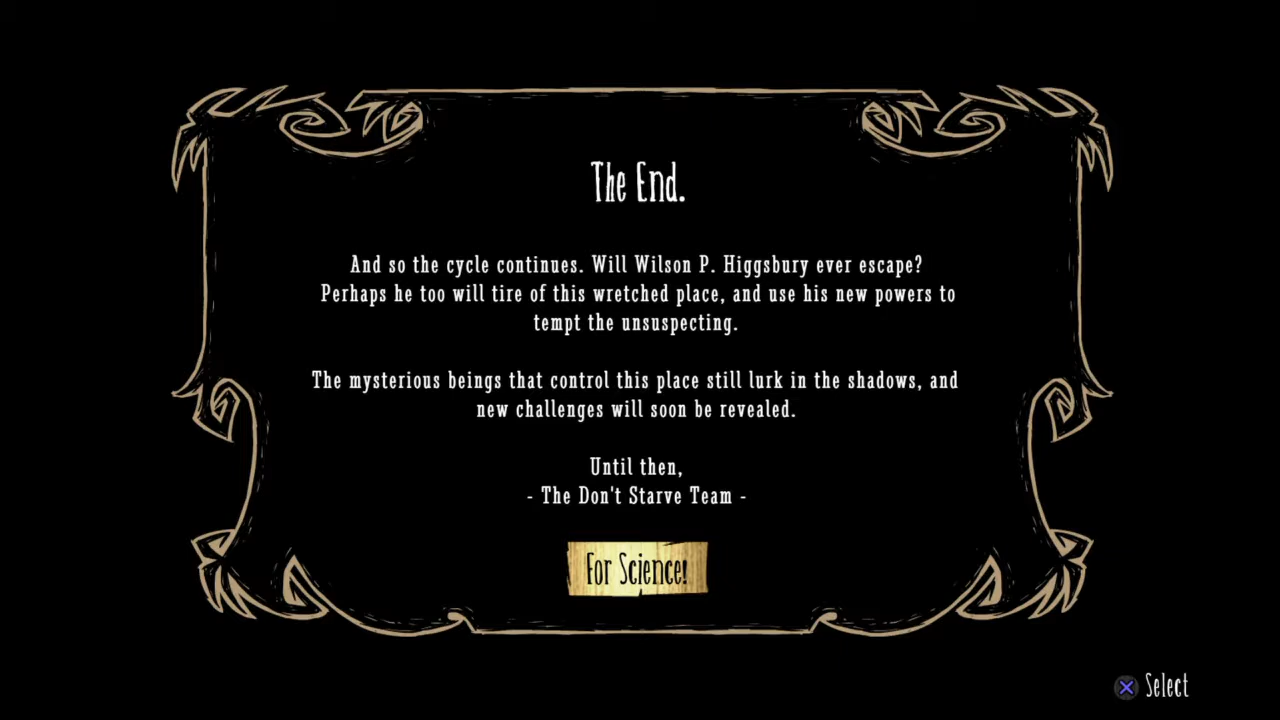 The End.
And so the cycle continues. Will Wilson P. Higgsbury ever escape?
Perhaps he too will tire of this wretched place, and use his new powers to
tempt the unsuspecting.
The mysterious beings that control this place still lurk in the shadows, and
new challenges will soon be revealed.
Until then,
- The Don't Starve Team -
For Science!
Select